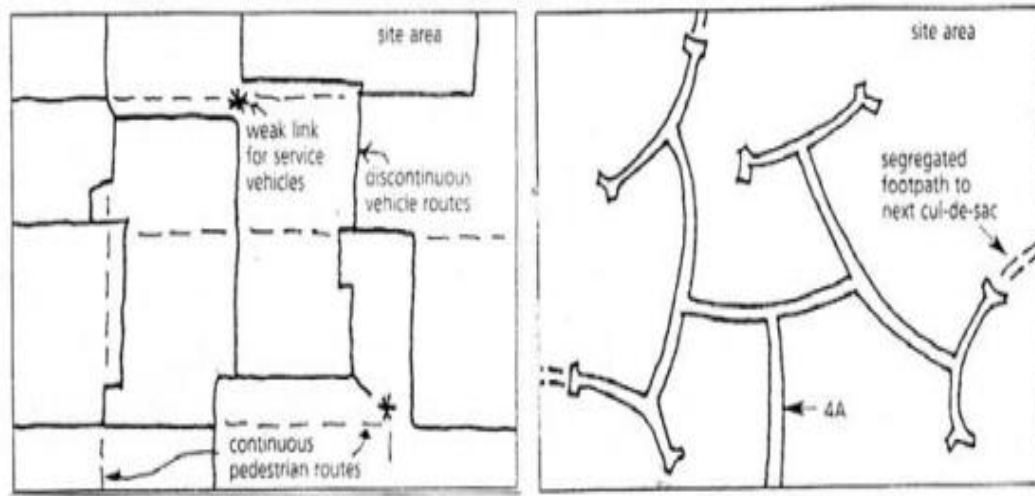 site area
weak link
for service
vehicles
discontinuous
vehicle routes
continuous
pedestrian routes
site area
segregated
footpath to
next cul-de-sac
4A